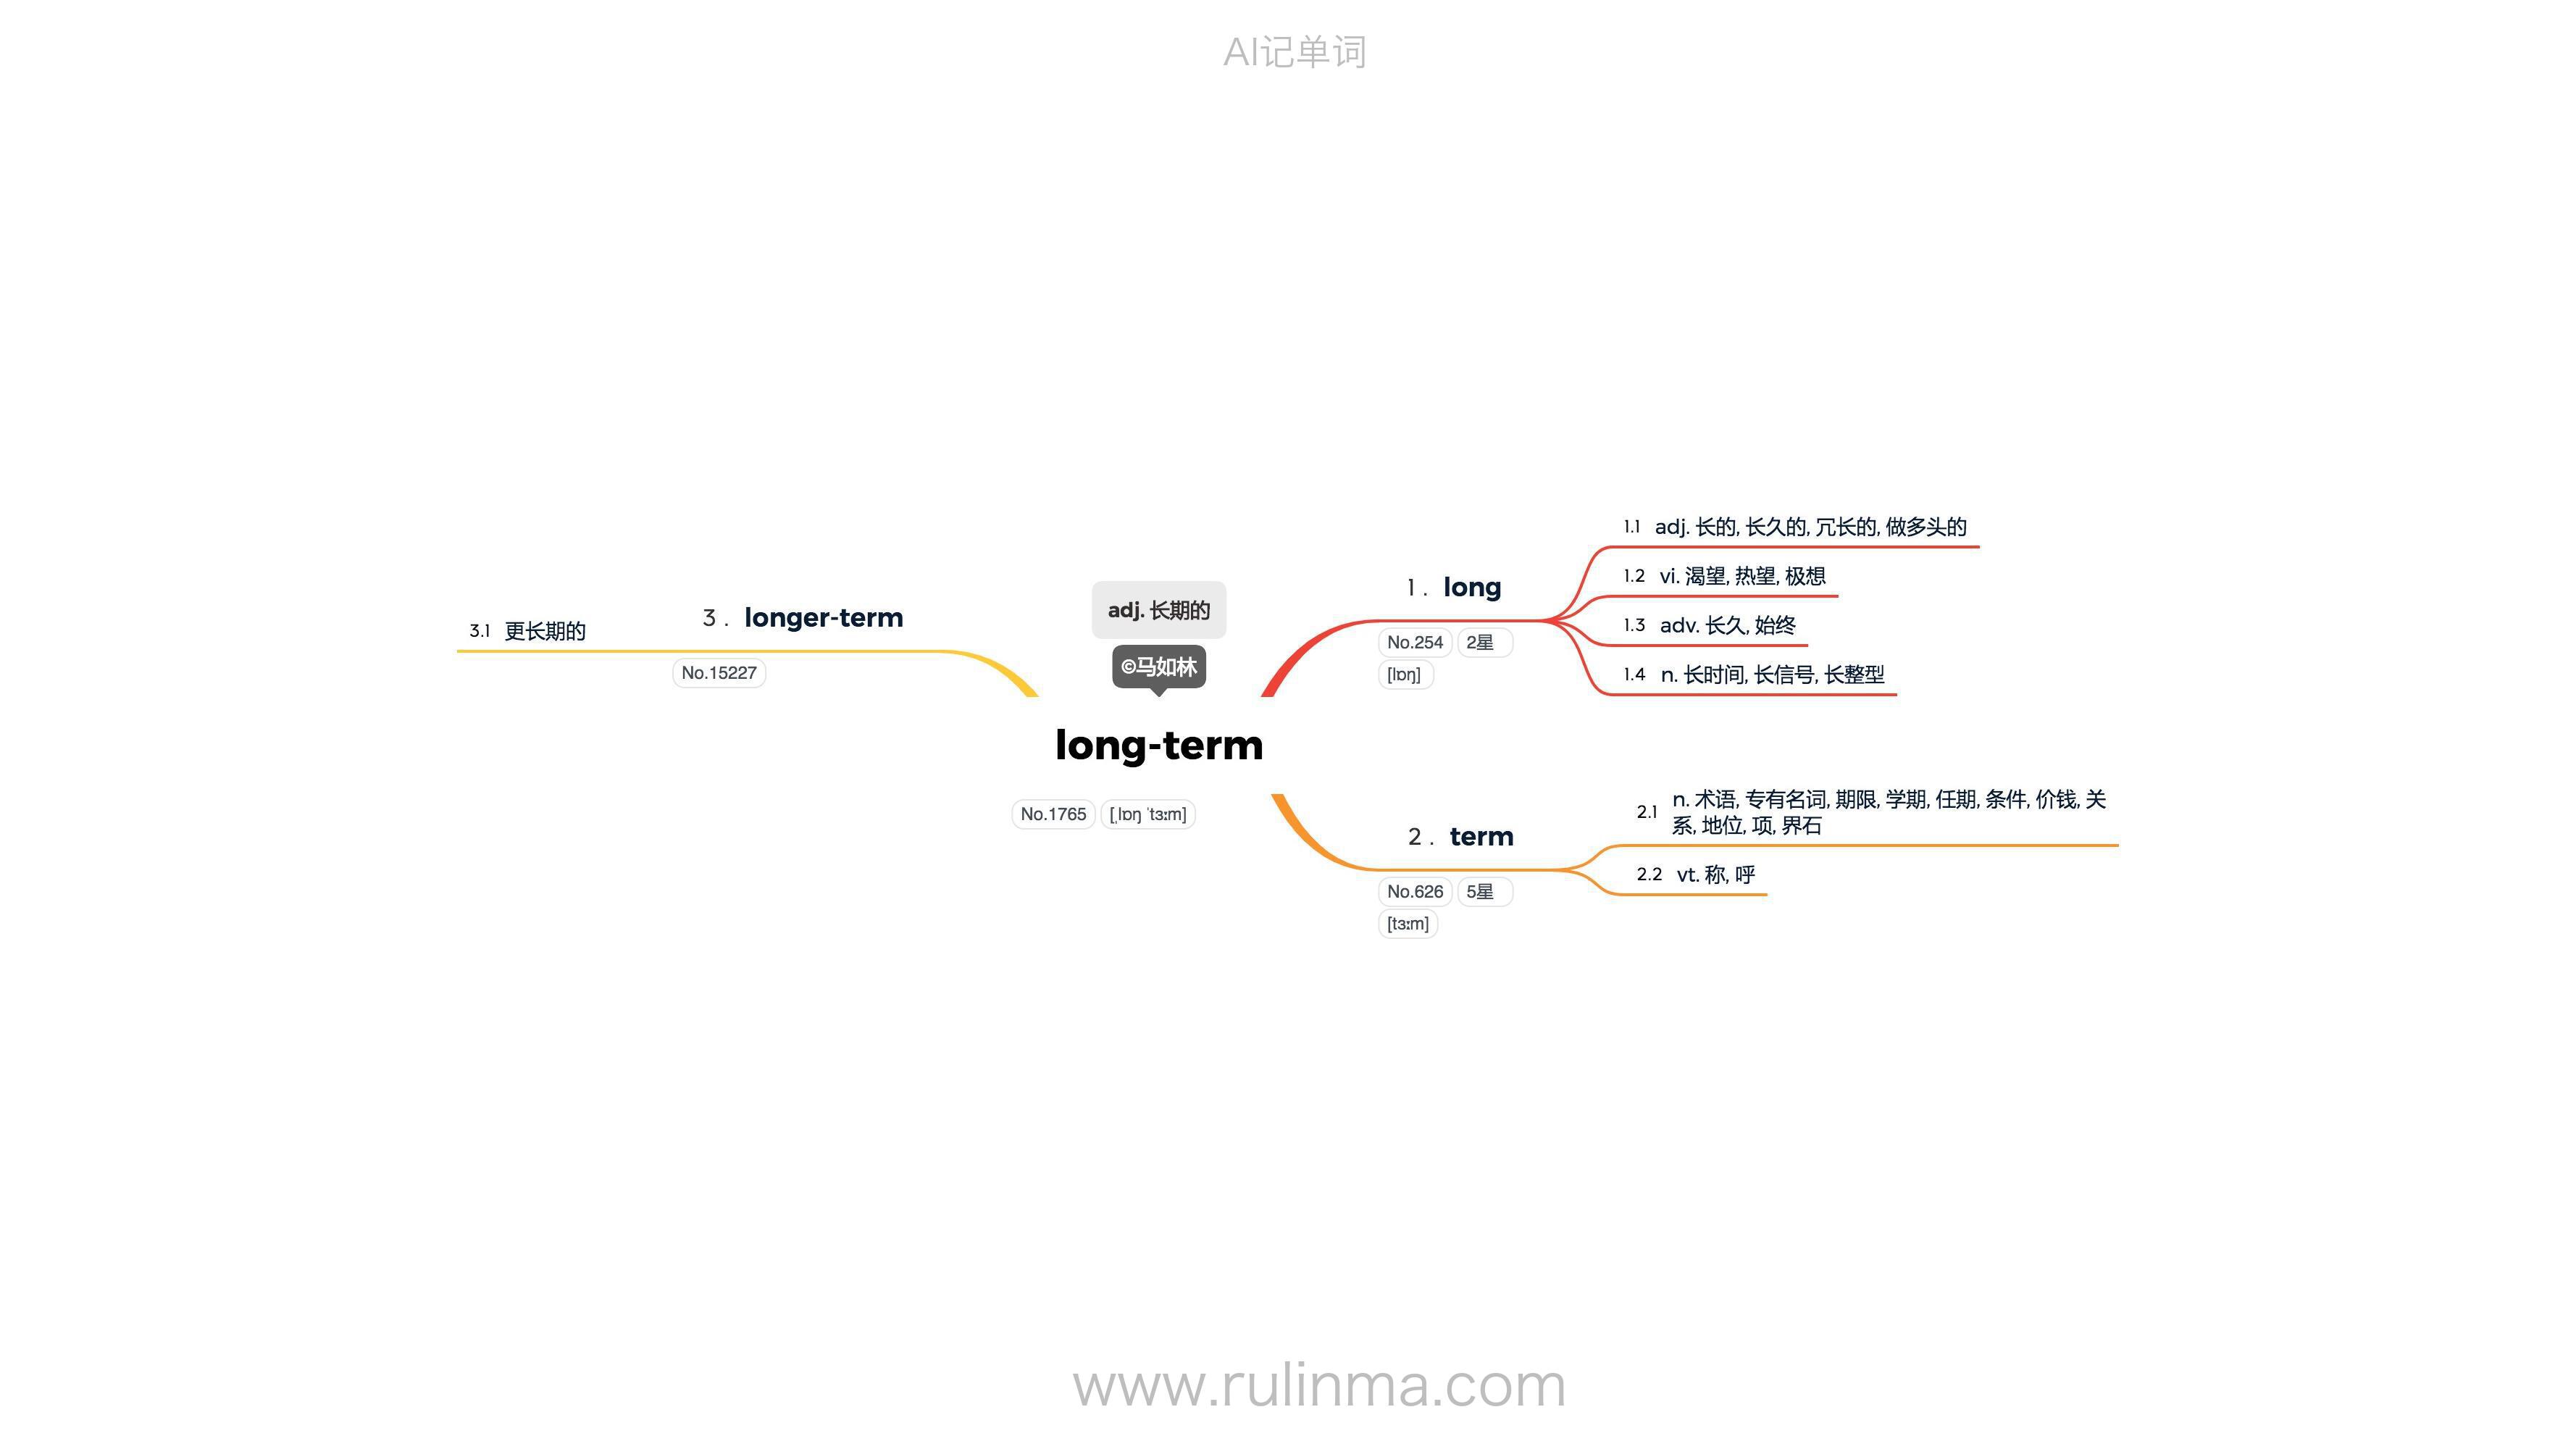 AI记单词
adj. 长期的
©马如林
long-term
No.1765 [ˌlɒŋ ˈtɜːm]
1 . long
No.254 2星
[lɒŋ]
1.1 adj. 长的, 长久的, 冗长的, 做多头的
1.2 vi. 渴望, 热望, 极想
1.3 adv. 长久, 始终
1.4 n. 长时间, 长信号, 长整型
2 . term
No.626 5星
[tɜːm]
2.1 n. 术语, 专有名词, 期限, 学期, 任期, 条件, 价钱, 关
系, 地位, 项, 界石
2.2 vt. 称, 呼
3 . longer-term
No.15227
3.1 更长期的
www.rulinma.com